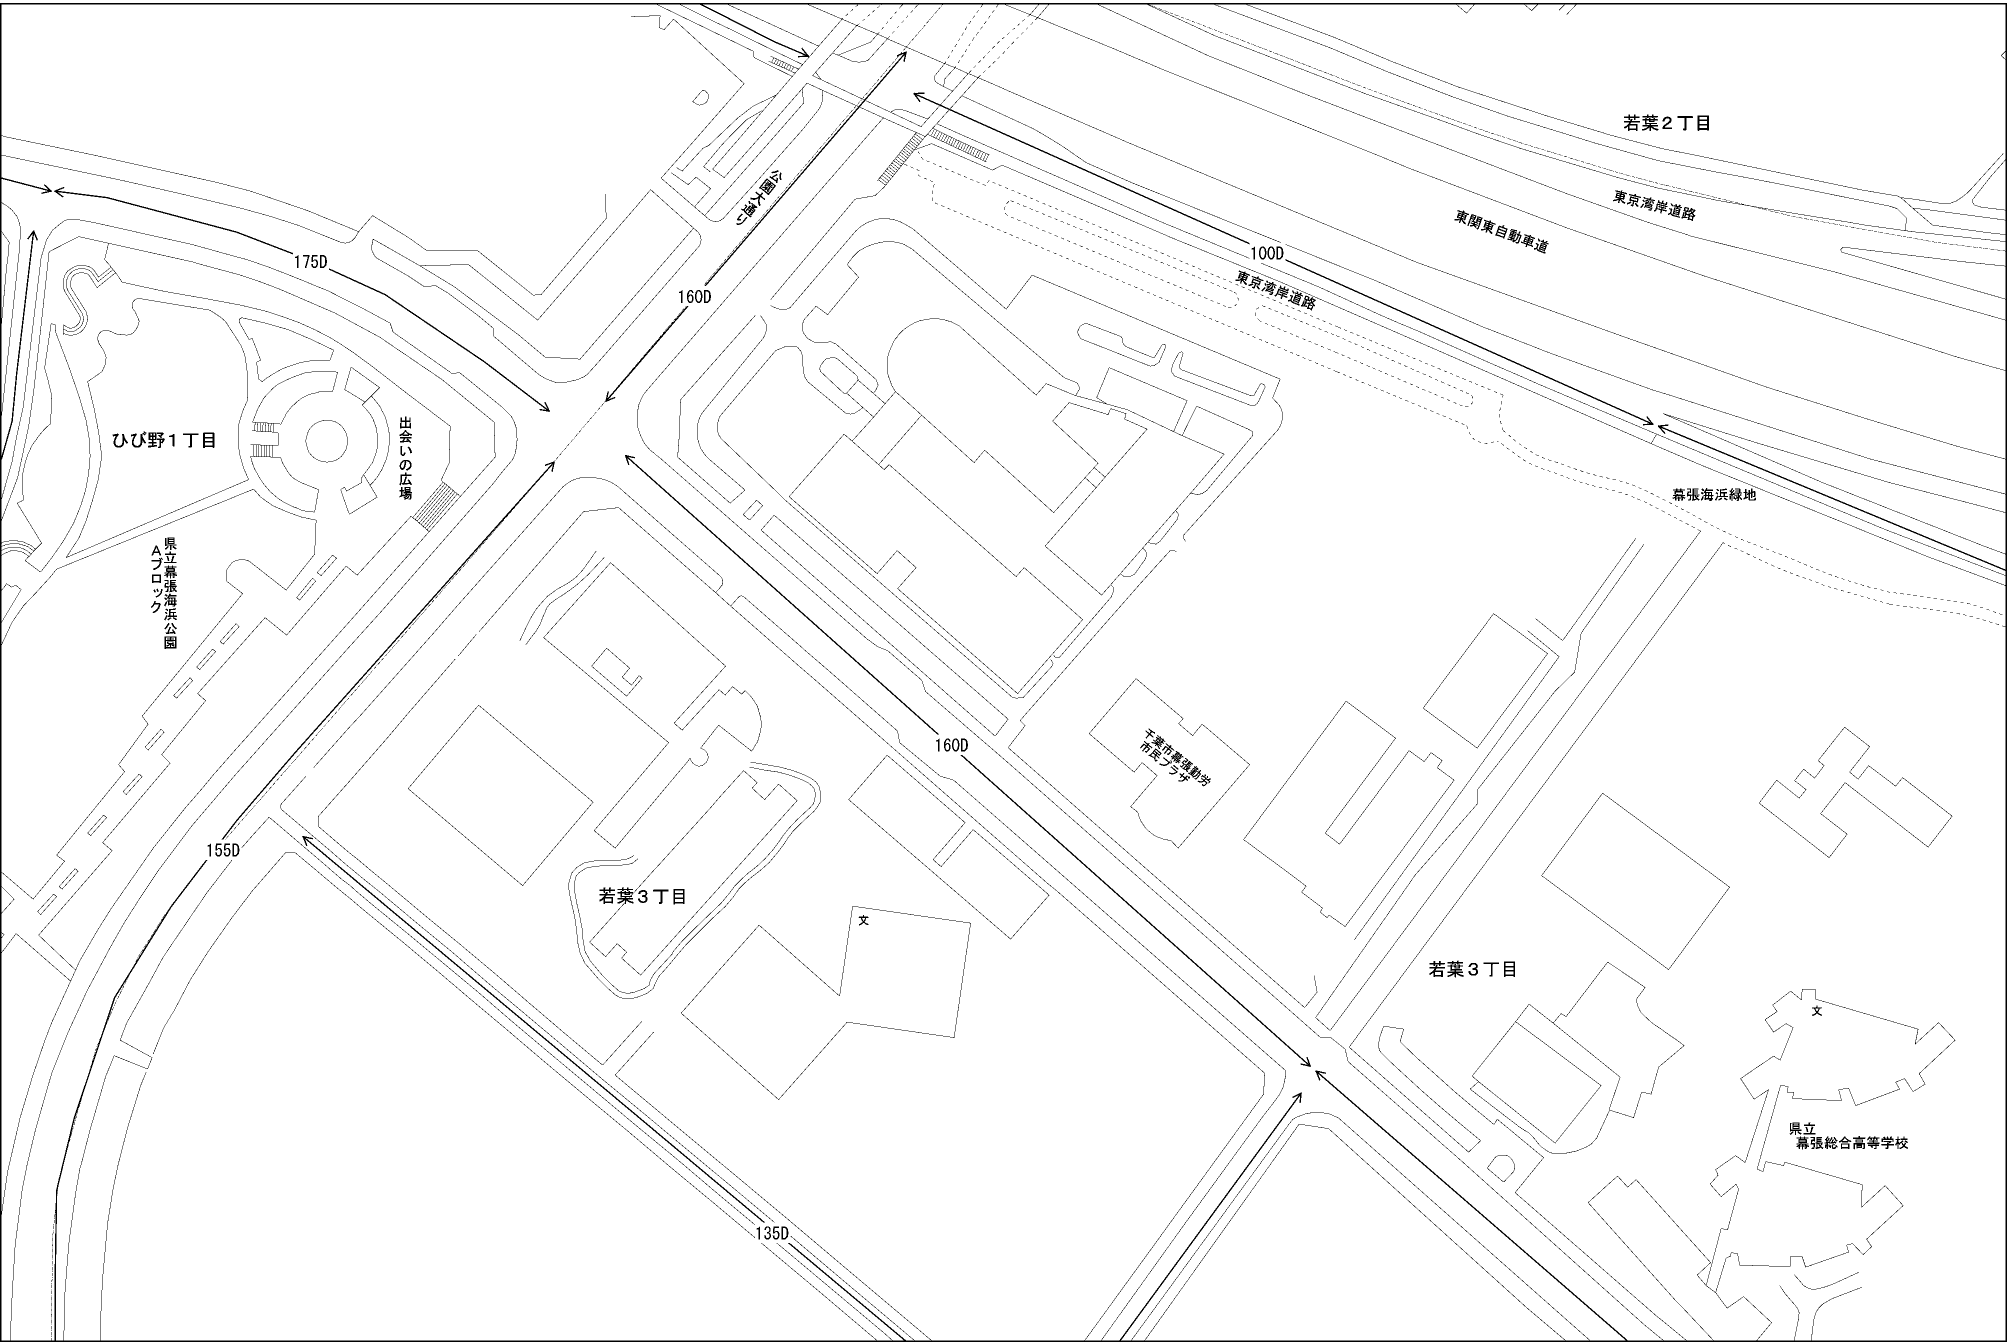 若葉２丁目
公園大通り
東京湾岸道路
東関東自動車道
100D
175D
東京湾岸道路
160D
ひび野１丁目
出会いの広場
幕張海浜緑地
県立幕張海浜公園
Ａブロック
160D
千葉市幕張勤労
市民プラザ
155D
若葉３丁目
文
若葉３丁目
文
県立
幕張総合高等学校
135D